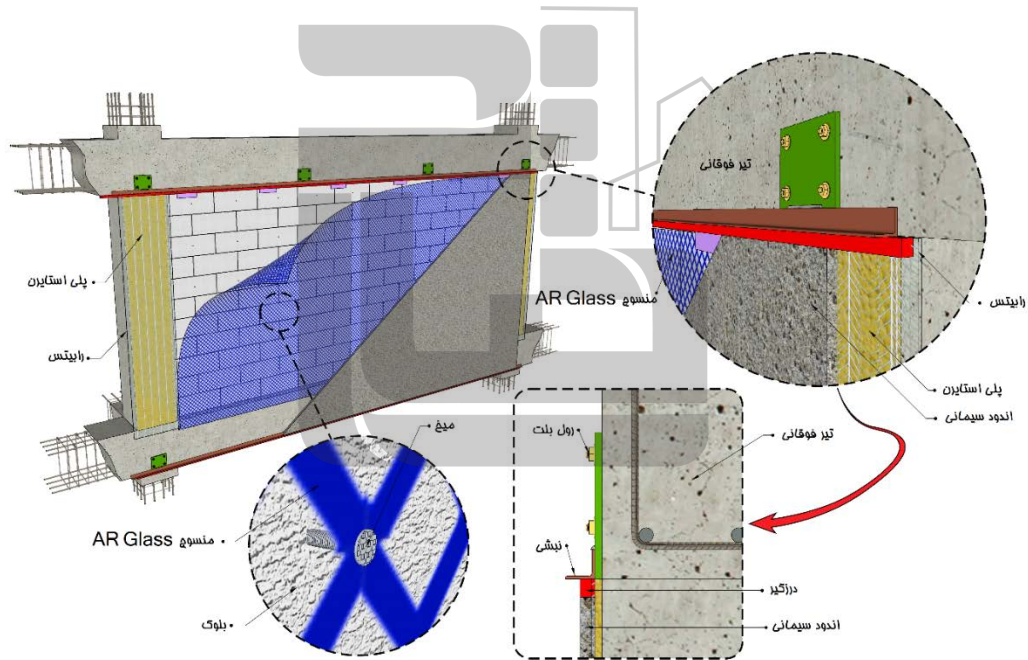 تیر فوقانی
منسوج AR Glass
رابیتس
پلی استایرن
اندود سیمانی
پلی استایرن
رابیتس
میخ
منسوج AR Glass
بلوک
رول بلت
تیر فوقانی
نبشی
درزگیر
اندود سیمانی